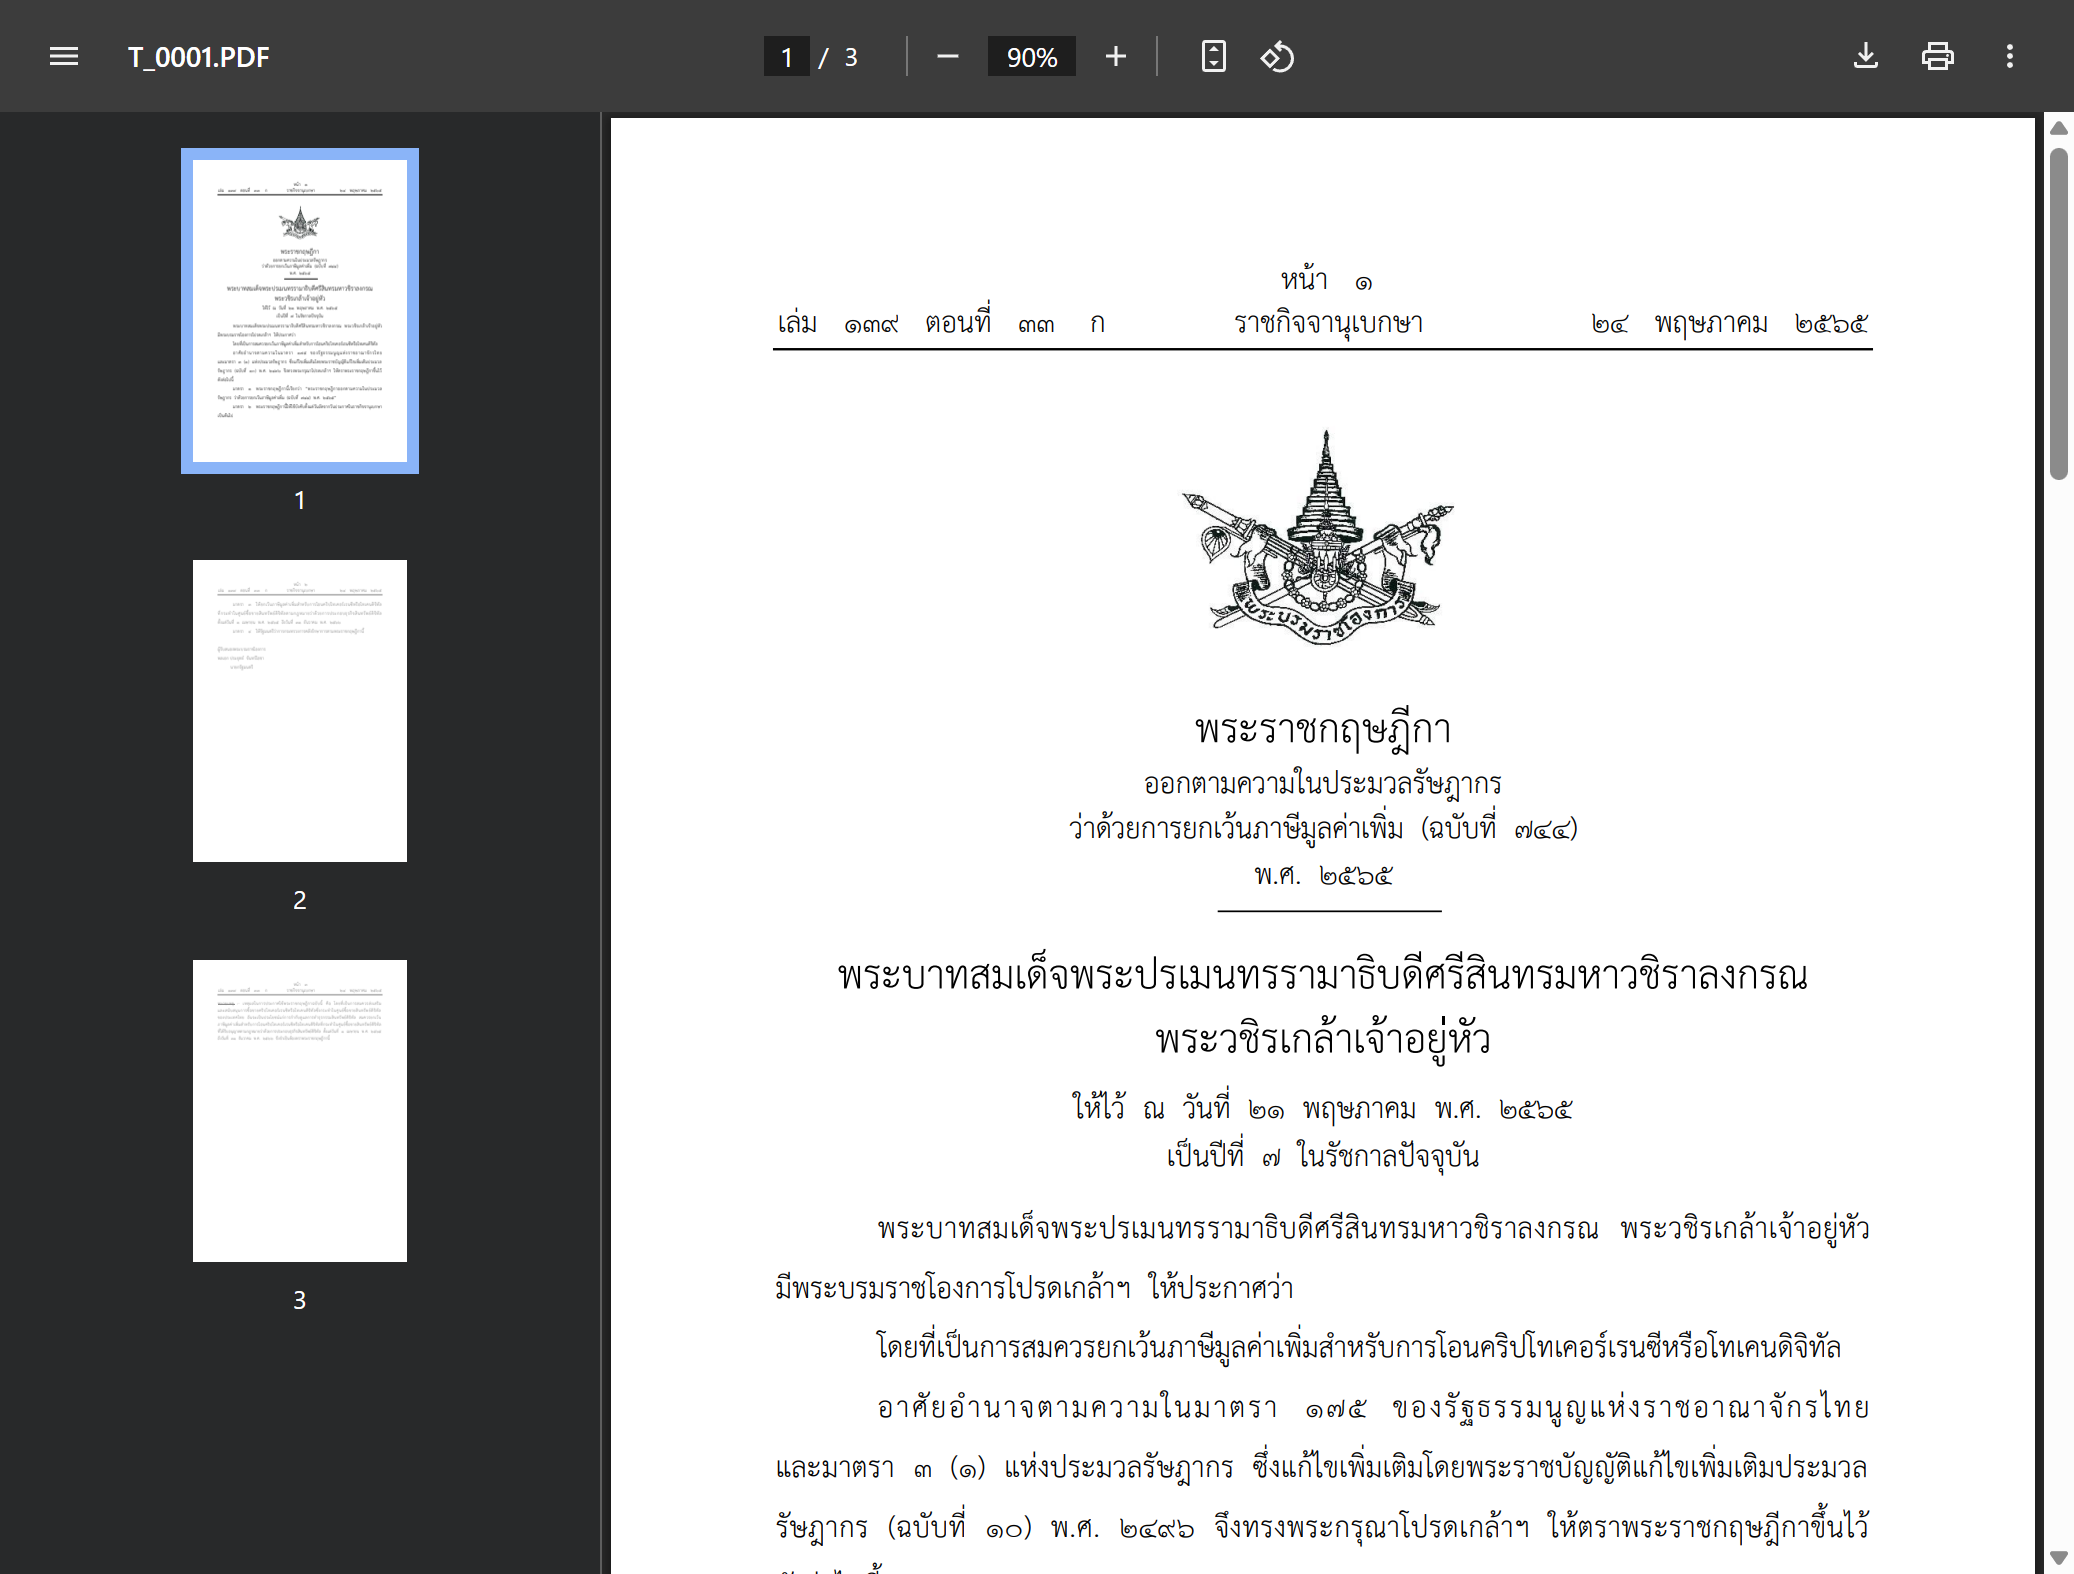 T_0001.PDF
1 / 3
90%
1
2
3
หน้า ๑
เล่ม ๑๓๙ ตอนที่ ๓๓ ก ราชกิจจานุเบกษา ๒๔ พฤษภาคม ๒๕๖๕
พระบรมราชโองการ
พระราชกฤษฎีกา
ออกตามความในประมวลรัษฎากร
ว่าด้วยการยกเว้นภาษีมูลค่าเพิ่ม (ฉบับที่ ๗๔๔)
พ.ศ. ๒๕๖๕
พระบาทสมเด็จพระปรเมนทรรามาธิบดีศรีสินทรมหาวชิราลงกรณ
พระวชิรเกล้าเจ้าอยู่หัว
ให้ไว้ ณ วันที่ ๒๑ พฤษภาคม พ.ศ. ๒๕๖๕
เป็นปีที่ ๗ ในรัชกาลปัจจุบัน
พระบาทสมเด็จพระปรเมนทรรามาธิบดีศรีสินทรมหาวชิราลงกรณ พระวชิรเกล้าเจ้าอยู่หัว
มีพระบรมราชโองการโปรดเกล้าฯ ให้ประกาศว่า
โดยที่เป็นการสมควรยกเว้นภาษีมูลค่าเพิ่มสำหรับการโอนคริปโทเคอร์เรนซีหรือโทเคนดิจิทัล
อาศัยอำนาจตามความในมาตรา ๑๗๕ ของรัฐธรรมนูญแห่งราชอาณาจักรไทย
และมาตรา ๓ (๑) แห่งประมวลรัษฎากร ซึ่งแก้ไขเพิ่มเติมโดยพระราชบัญญัติแก้ไขเพิ่มเติมประมวล
รัษฎากร (ฉบับที่ ๑๐) พ.ศ. ๒๔๙๖ จึงทรงพระกรุณาโปรดเกล้าฯ ให้ตราพระราชกฤษฎีกาขึ้นไว้